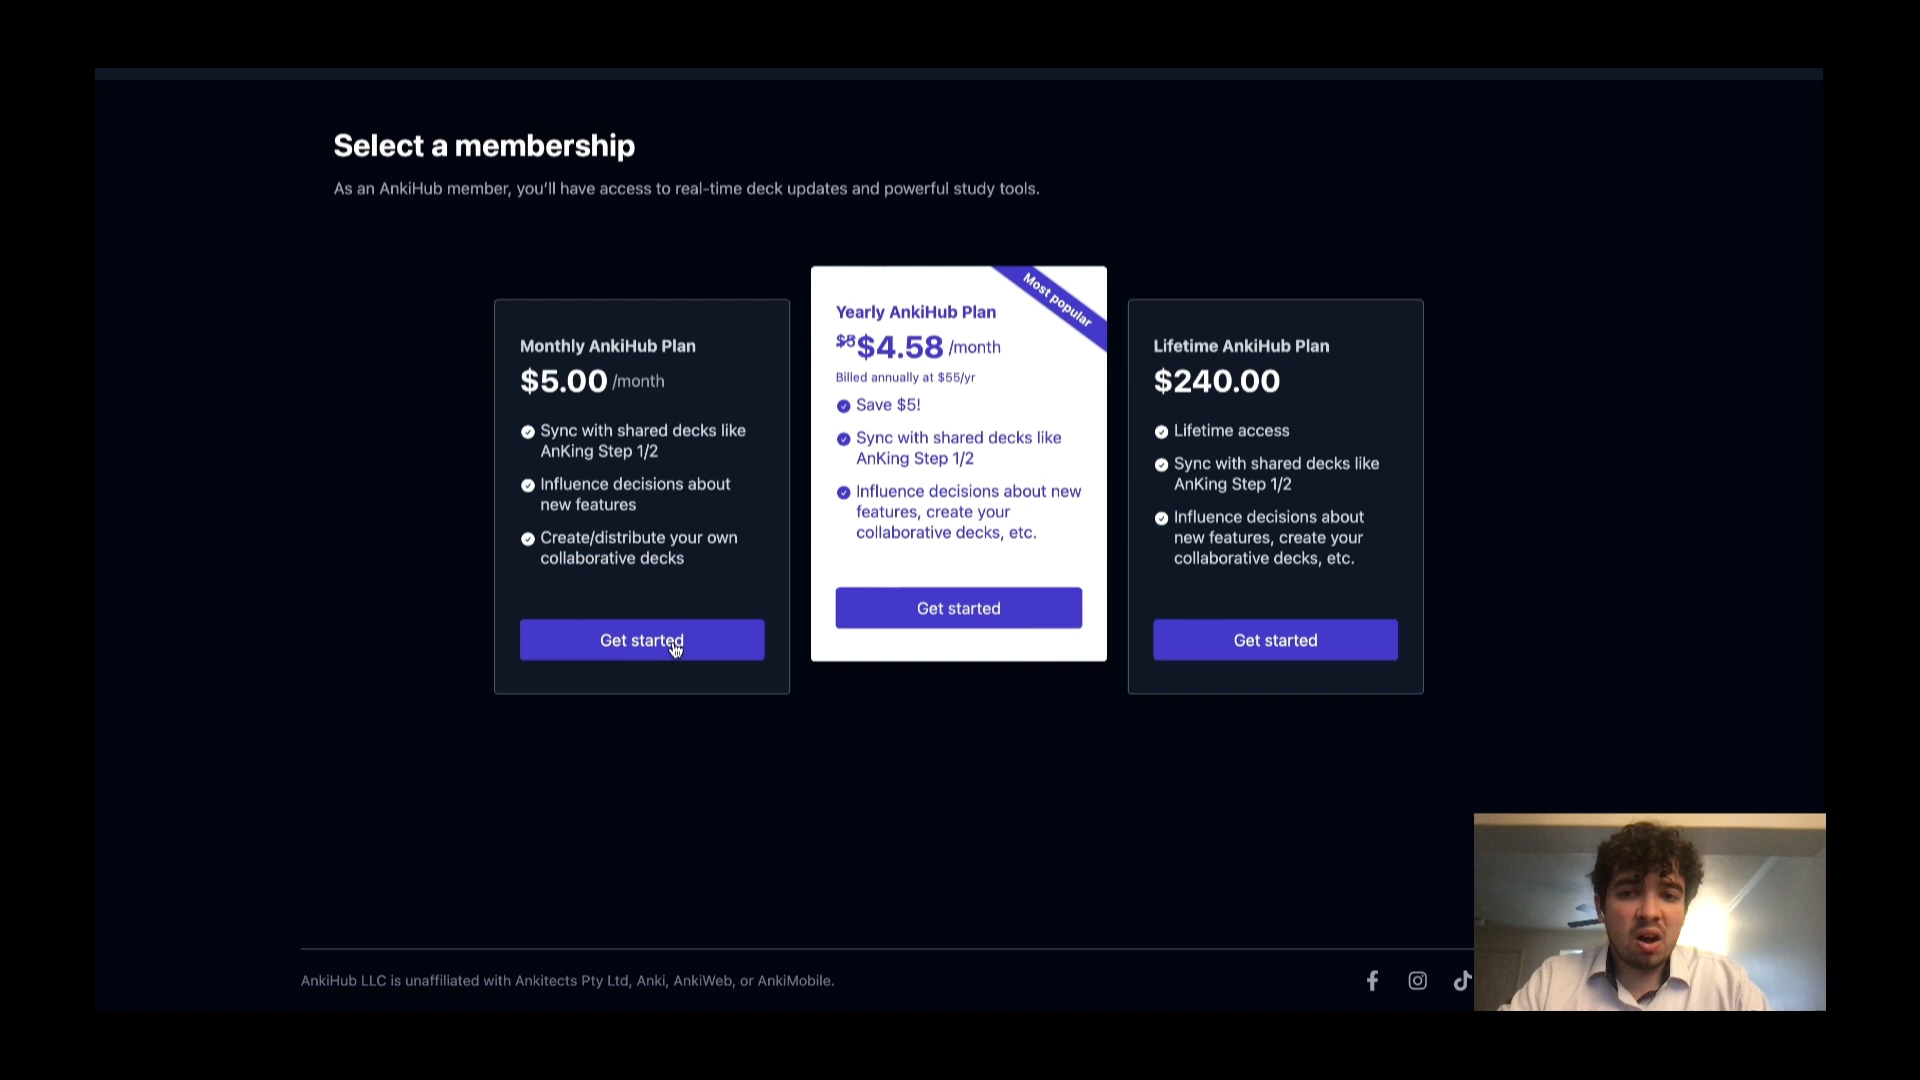 Select a membership
As an AnkiHub member, you'll have access to real-time deck updates and powerful study tools.
Monthly AnkiHub Plan
$5.00 /month
Sync with shared decks like
AnKing Step 1/2
Influence decisions about
new features
Create/distribute your own
collaborative decks
Get started
Most popular
Yearly AnkiHub Plan
$5 $4.58 /month
Billed annually at $55/yr
Save $5!
Sync with shared decks like
AnKing Step 1/2
Influence decisions about new
features, create your
collaborative decks, etc.
Get started
Lifetime AnkiHub Plan
$240.00
Lifetime access
Sync with shared decks like
AnKing Step 1/2
Influence decisions about
new features, create your
collaborative decks, etc.
Get started
AnkiHub LLC is unaffiliated with Ankitects Pty Ltd, Anki, AnkiWeb, or AnkiMobile.